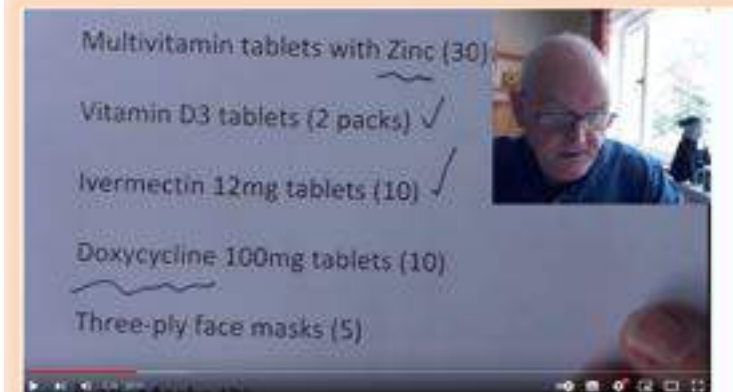 Multivitamin tablets with Zinc (30)
Vitamin D3 tablets (2 packs)
Ivermectin 12mg tablets (10)
Doxycycline 100mg tablets (10)
Three-ply face masks (5)